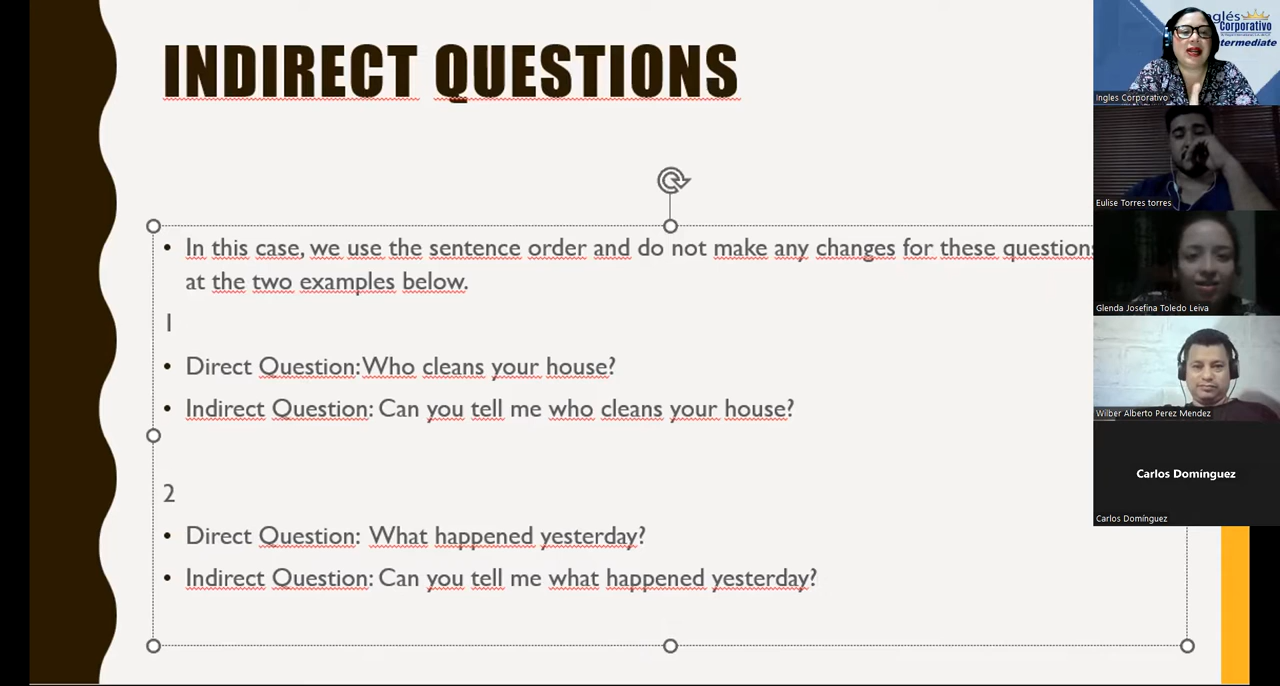 INDIRECT QUESTIONS
• In this case, we use the sentence order and do not make any changes for these questions
at the two examples below.
1
• Direct Question: Who cleans your house?
• Indirect Question: Can you tell me who cleans your house?
2
• Direct Question: What happened yesterday?
• Indirect Question: Can you tell me what happened yesterday?
Inglés
Corporativo
Intermediate
Ingles Corporativo
Eulise Torres torres
Glenda Josefina Toledo Leiva
Wilber Alberto Perez Mendez
Carlos Domínguez
Carlos Domínguez